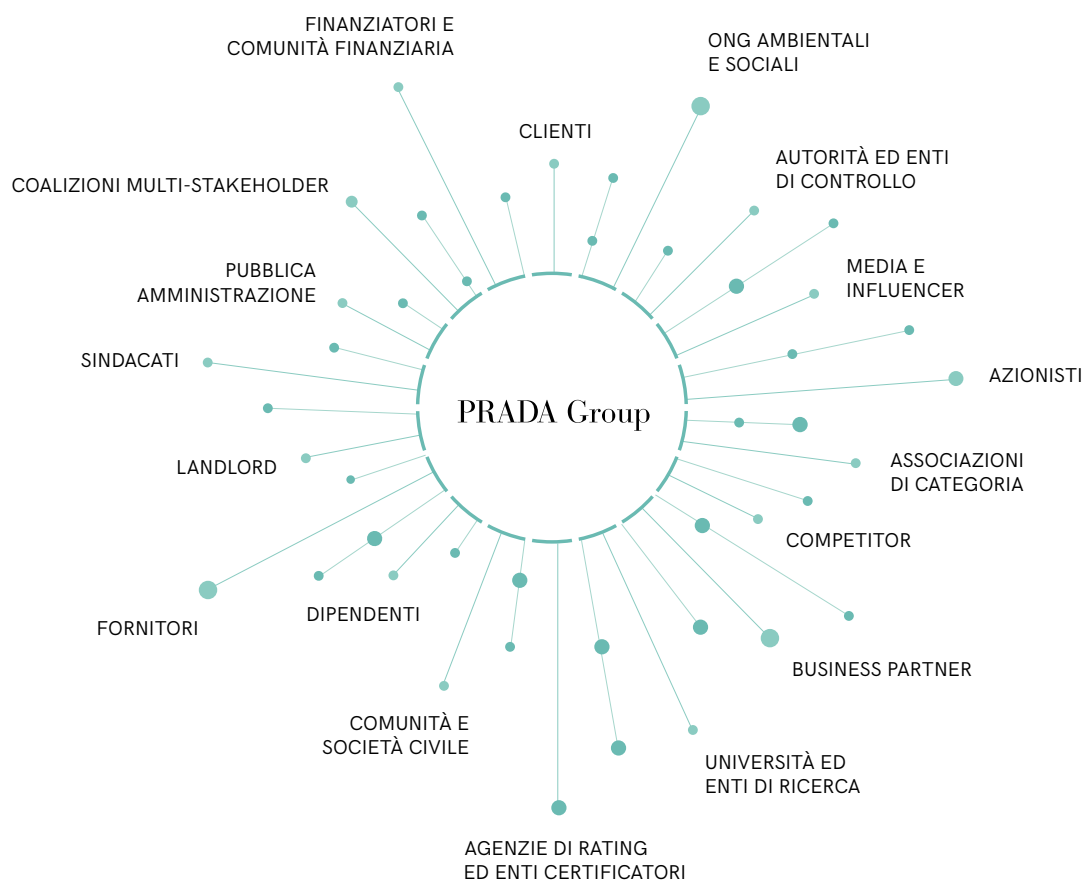 FINANZIATORI E
COMUNITÀ FINANZIARIA
ONG AMBIENTALI
E SOCIALI
CLIENTI
AUTORITÀ ED ENTI
DI CONTROLLO
COALIZIONI MULTI-STAKEHOLDER
PUBBLICA
AMMINISTRAZIONE
MEDIA E
INFLUENCER
SINDACATI
AZIONISTI
PRADA Group
LANDLORD
ASSOCIAZIONI
DI CATEGORIA
COMPETITOR
DIPENDENTI
FORNITORI
BUSINESS PARTNER
COMUNITÀ E
SOCIETÀ CIVILE
UNIVERSITÀ ED
ENTI DI RICERCA
AGENZIE DI RATING
ED ENTI CERTIFICATORI